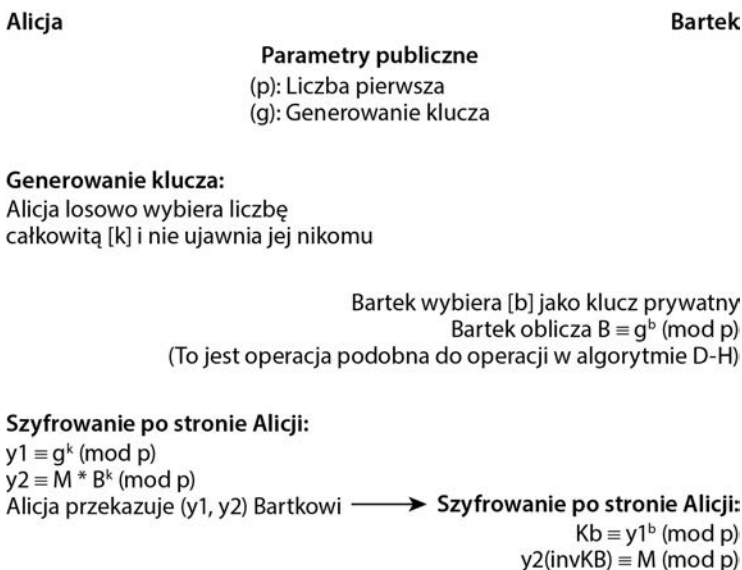 Alicja
Bartek
Parametry publiczne
(p): Liczba pierwsza
(g): Generowanie klucza
Generowanie klucza:
Alicja losowo wybiera liczbę
całkowitą [k] i nie ujawnia jej nikomu
Bartek wybiera [b] jako klucz prywatny
Bartek oblicza B ≡ gᵇ (mod p)
(To jest operacja podobna do operacji w algorytmie D-H)
Szyfrowanie po stronie Alicji:
y1 ≡ gᵏ (mod p)
y2 ≡ M * Bᵏ (mod p)
Alicja przekazuje (y1, y2) Bartkowi
Szyfrowanie po stronie Alicji:
Kb ≡ y1ᵇ (mod p)
y2(invKB) ≡ M (mod p)